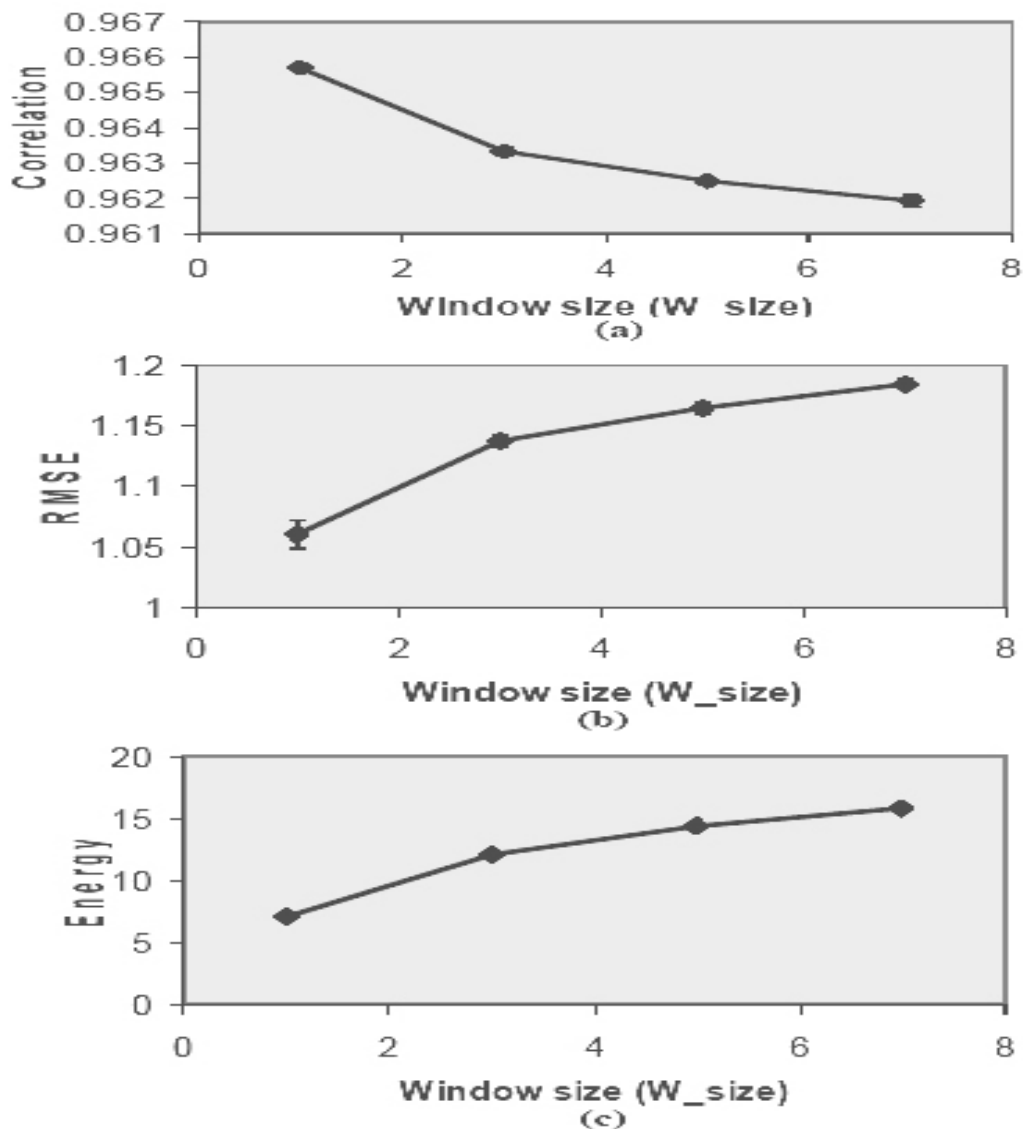 0.967
0.966
0.965
0.964
0.963
0.962
0.961
Correlation
0 2 4 6 8
Window size (W_size)
(a)
1.2
1.15
1.1
1.05
1
RMSE
0 2 4 6 8
Window size (W_size)
(b)
20
15
10
5
0
Energy
0 2 4 6 8
Window size (W_size)
(c)